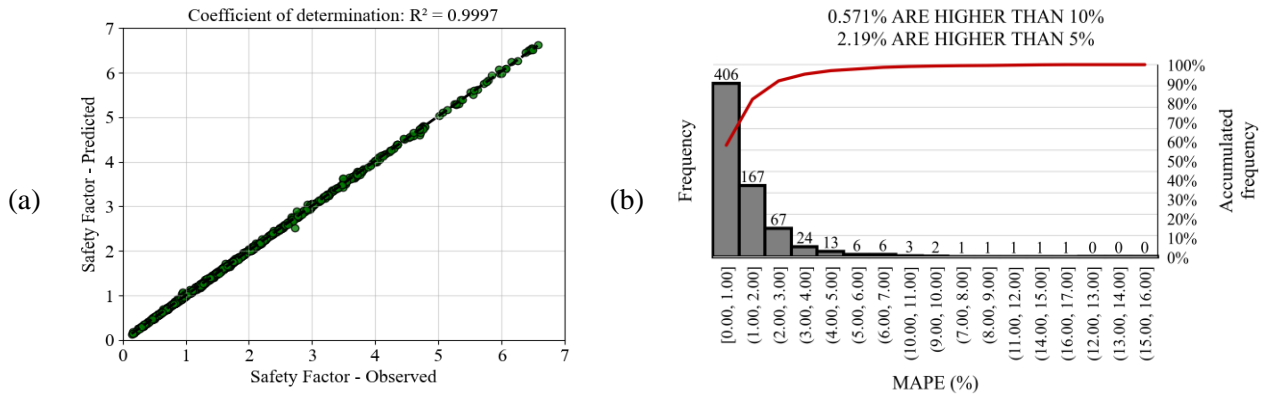 (a)
Coefficient of determination: R² = 0.9997
7
6
5
4
3
2
1
0
Safety Factor - Predicted
0 1 2 3 4 5 6 7
Safety Factor - Observed
(b)
0.571% ARE HIGHER THAN 10%
2.19% ARE HIGHER THAN 5%
Frequency
406 167 67 24 13 6 6 3 2 1 1 1 1 1 0 0 0
100%
90%
80%
70%
60%
50%
40%
30%
20%
10%
0%
Accumulated
frequency
[0.00, 1.00]
(1.00, 2.00]
(2.00, 3.00]
(3.00, 4.00]
(4.00, 5.00]
(5.00, 6.00]
(6.00, 7.00]
(10.00, 11.00]
(9.00, 10.00]
(7.00, 8.00]
(8.00, 9.00]
(11.00, 12.00]
(14.00, 15.00]
(16.00, 17.00]
(12.00, 13.00]
(13.00, 14.00]
(15.00, 16.00]
MAPE (%)